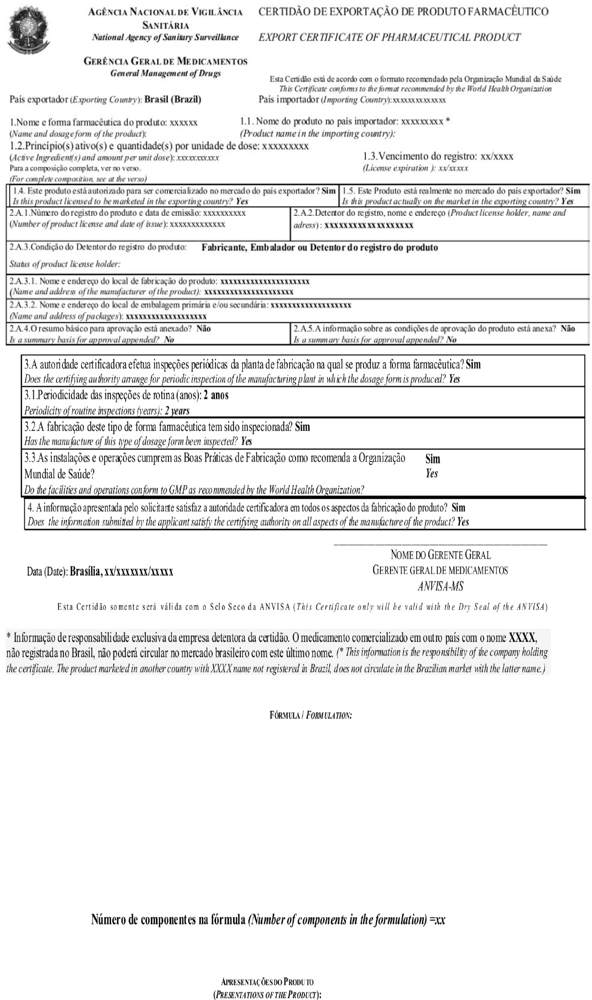 AGÊNCIA NACIONAL DE VIGILÂNCIA
SANITÁRIA
National Agency of Sanitary Surveillance
GERÊNCIA GERAL DE MEDICAMENTOS
General Management of Drugs
CERTIDÃO DE EXPORTAÇÃO DE PRODUTO FARMACÊUTICO
EXPORT CERTIFICATE OF PHARMACEUTICAL PRODUCT
Esta Certidão está de acordo com o formato recomendado pela Organização Mundial da Saúde
This Certificate conforms to the format recommended by the World Health Organization
País exportador (Exporting Country): Brasil (Brazil)
País importador (Importing Country):xxxxxxxxxxxxx
1.Nome e forma farmacêutica do produto: xxxxxx
(Name and dosage form of the product):
1.1. Nome do produto no país importador: xxxxxxxxx *
(Product name in the importing country):
1.2.Princípio(s) ativo(s) e quantidade(s) por unidade de dose: xxxxxxxxx
(Active Ingredient(s) and amount per unit dose): xxxxxxxxxxx
Para a composição completa, ver no verso.
(For complete composition, see at the verso)
1.3.Vencimento do registro: xx/xxxx
(License expiration ): xx/xxxxx
1.4. Este produto está autorizado para ser comercializado no mercado do país exportador? Sim
Is this product licensed to be marketed in the exporting country? Yes
1.5. Este Produto está realmente no mercado do país exportador? Sim
Is this product actually on the market in the exporting country? Yes
2.A.1.Número do registro do produto e data de emissão: xxxxxxxxxx
(Number of product license and date of issue): xxxxxxxxxxxxx
2.A.2.Detentor do registro, nome e endereço (Product license holder, name and
adress) : xxxxxxxxxxxxxxxxxxx
2.A.3.Condição do Detentor do registro do produto: Fabricante, Embalador ou Detentor do registro do produto
Status of product license holder:
2.A.3.1. Nome e endereço do local de fabricação do produto: xxxxxxxxxxxxxxxxxxxxx
(Name and address of the manufacturer of the product): xxxxxxxxxxxxxxxxxxxxx
2.A.3.2. Nome e endereço do local de embalagem primária e/ou secundária: xxxxxxxxxxxxxxxxxxx
(Name and address of packages): xxxxxxxxxxxxxxxxxxx
2.A.4.O resumo básico para aprovação está anexado? Não
Is a summary basis for approval appended? No
2.A.5.A informação sobre as condições de aprovação do produto está anexa? Não
Is a summary basis for approval appended? No
3.A autoridade certificadora efetua inspeções periódicas da planta de fabricação na qual se produz a forma farmacêutica? Sim
Does the certifying authority arrange for periodic inspection of the manufacturing plant in which the dosage form is produced? Yes
3.1.Periodicidade das inspeções de rotina (anos): 2 anos
Periodicity of routine inspections (years): 2 years
3.2.A fabricação deste tipo de forma farmacêutica tem sido inspecionada? Sim
Has the manufacture of this type of dosage form been inspected? Yes
3.3.As instalações e operações cumprem as Boas Práticas de Fabricação como recomenda a Organização Sim
Mundial de Saúde? Yes
Do the facilities and operations conform to GMP as recommended by the World Health Organization?
4. A informação apresentada pelo solicitante satisfaz a autoridade certificadora em todos os aspectos da fabricação do produto? Sim
Does the information submitted by the applicant satisfy the certifying authority on all aspects of the manufacture of the product? Yes
NOME DO GERENTE GERAL
Data (Date): Brasília, xx/xxxxxxx/xxxxx
GERENTE GERAL DE MEDICAMENTOS
ANVISA-MS
Esta Certidão somente será válida com o Selo Seco da ANVISA (This Certificate only will be valid with the Dry Seal of the ANVISA)
* Informação de responsabilidade exclusiva da empresa detentora da certidão. O medicamento comercializado em outro país com o nome XXXX,
não registrada no Brasil, não poderá circular no mercado brasileiro com este último nome. (* This information is the responsibility of the company holding
the certificate. The product marketed in another country with XXXX name not registered in Brazil, does not circulate in the Brazilian market with the latter name.)
FÓRMULA / FORMULATION:
Número de componentes na fórmula (Number of components in the formulation) =xx
APRESENTAÇÕES DO PRODUTO
(PRESENTATIONS OF THE PRODUCT):